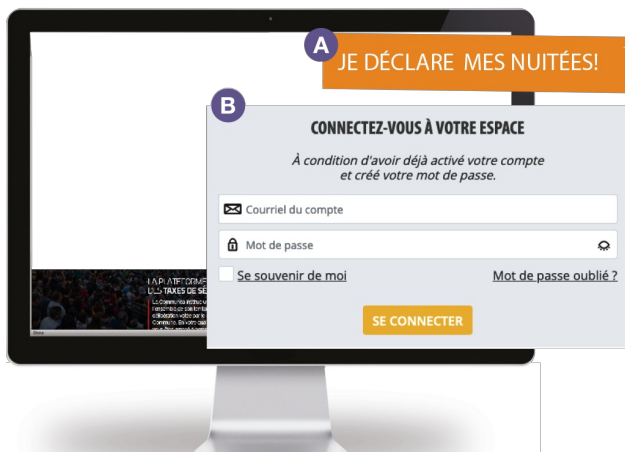 A
JE DÉCLARE MES NUITÉES!
B
CONNECTEZ-VOUS À VOTRE ESPACE
À condition d'avoir déjà activé votre compte
et créé votre mot de passe.
Courriel du compte
Mot de passe
Se souvenir de moi
Mot de passe oublié ?
SE CONNECTER
LA PLATEFORME
DES TAXES DE SÉ